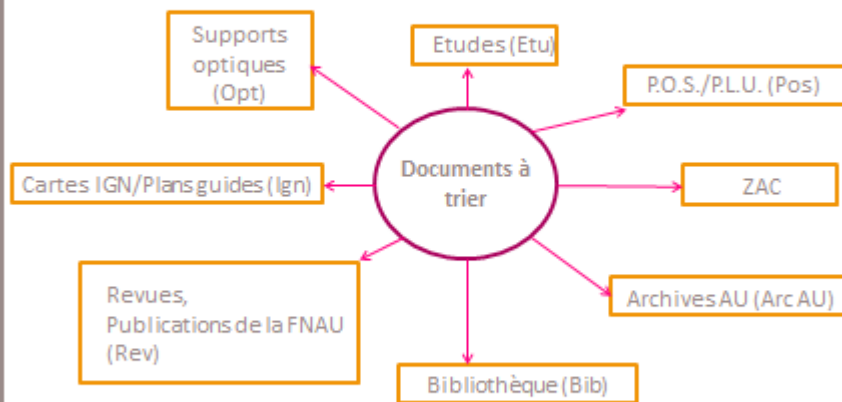 Supports
optiques
(Opt)
Etudes (Etu)
P.O.S./P.L.U. (Pos)
Cartes IGN/Plans guides (Ign)
Documents à
trier
ZAC
Revues,
Publications de la FNAU
(Rev)
Archives AU (Arc AU)
Bibliothèque (Bib)